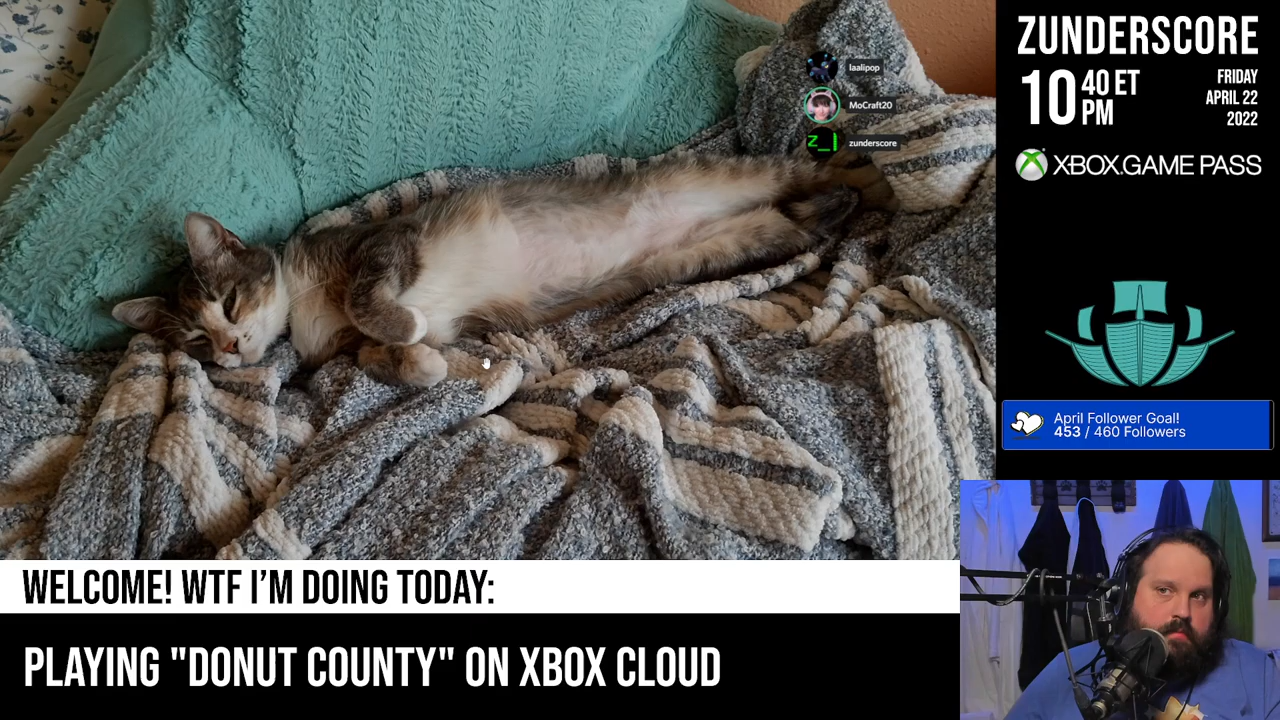 laalipop
MoCraft20
z_1
zunderscore
ZUNDERSCORE
10 40 ET PM
FRIDAY
APRIL 22
2022
XBOX GAME PASS
April Follower Goal!
453 / 460 Followers
WELCOME! WTF I'M DOING TODAY:
PLAYING "DONUT COUNTY" ON XBOX CLOUD